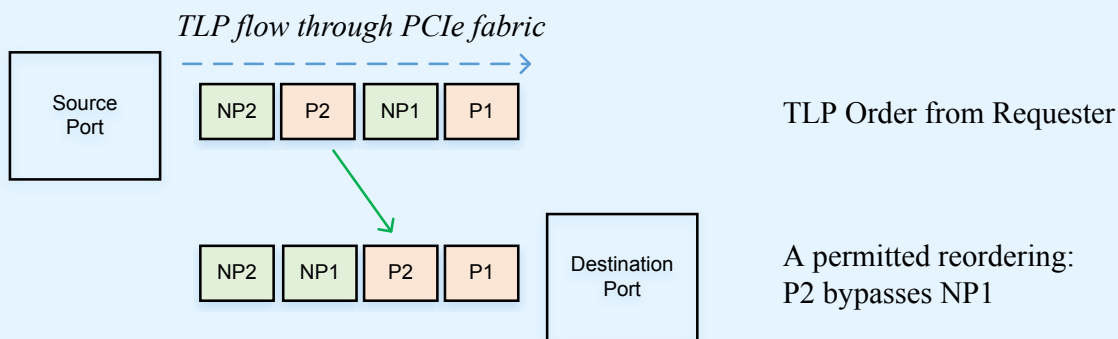 TLP flow through PCIe fabric
Source
Port
NP2 P2 NP1 P1
TLP Order from Requester
NP2 NP1 P2 P1
Destination
Port
A permitted reordering:
P2 bypasses NP1